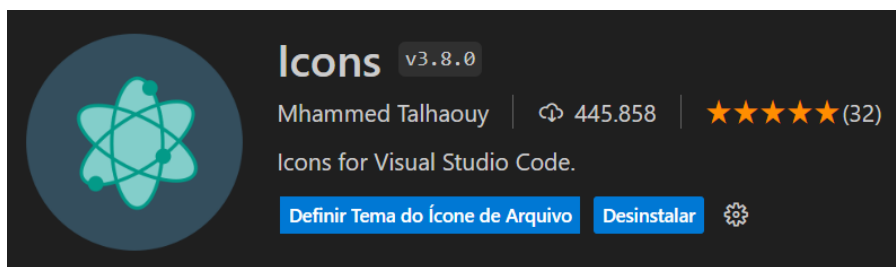 Icons v3.8.0
Mhammed Talhaouy 445.858 (32)
Icons for Visual Studio Code.
Definir Tema do Ícone de Arquivo Desinstalar